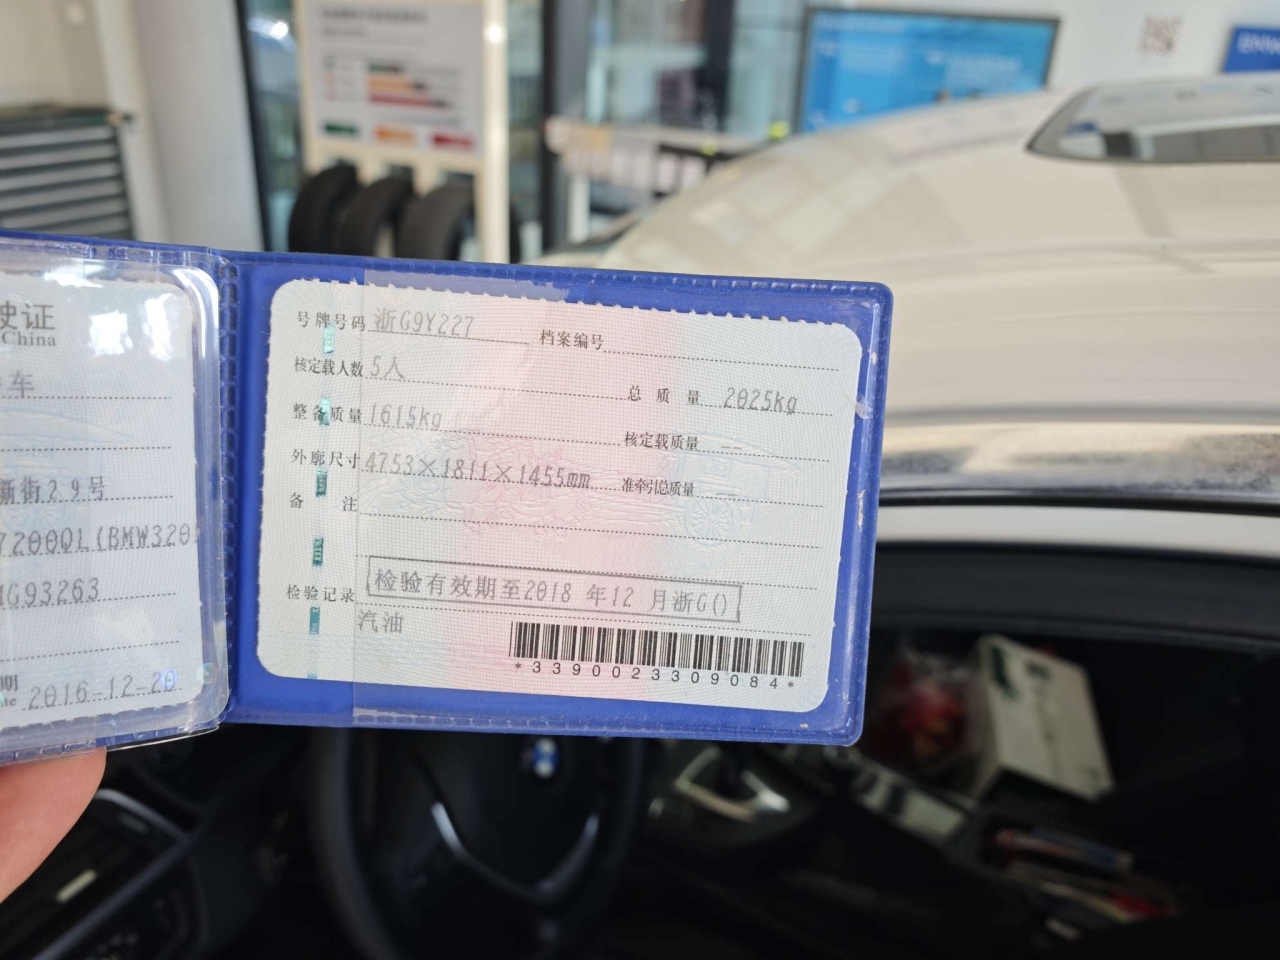 驶证
China
车
新街29号
7200QL(BMW320
G93263
2016-12-20
号牌号码 浙G9Y227 档案编号
核定载人数 5人 总质量 2025kg
整备质量 1615kg 核定载质量 —
外廓尺寸 4753×1811×1455mm 准牵引总质量 —
备注
检验记录 检验有效期至2018 年12 月浙G()
汽油
*3390023309084*